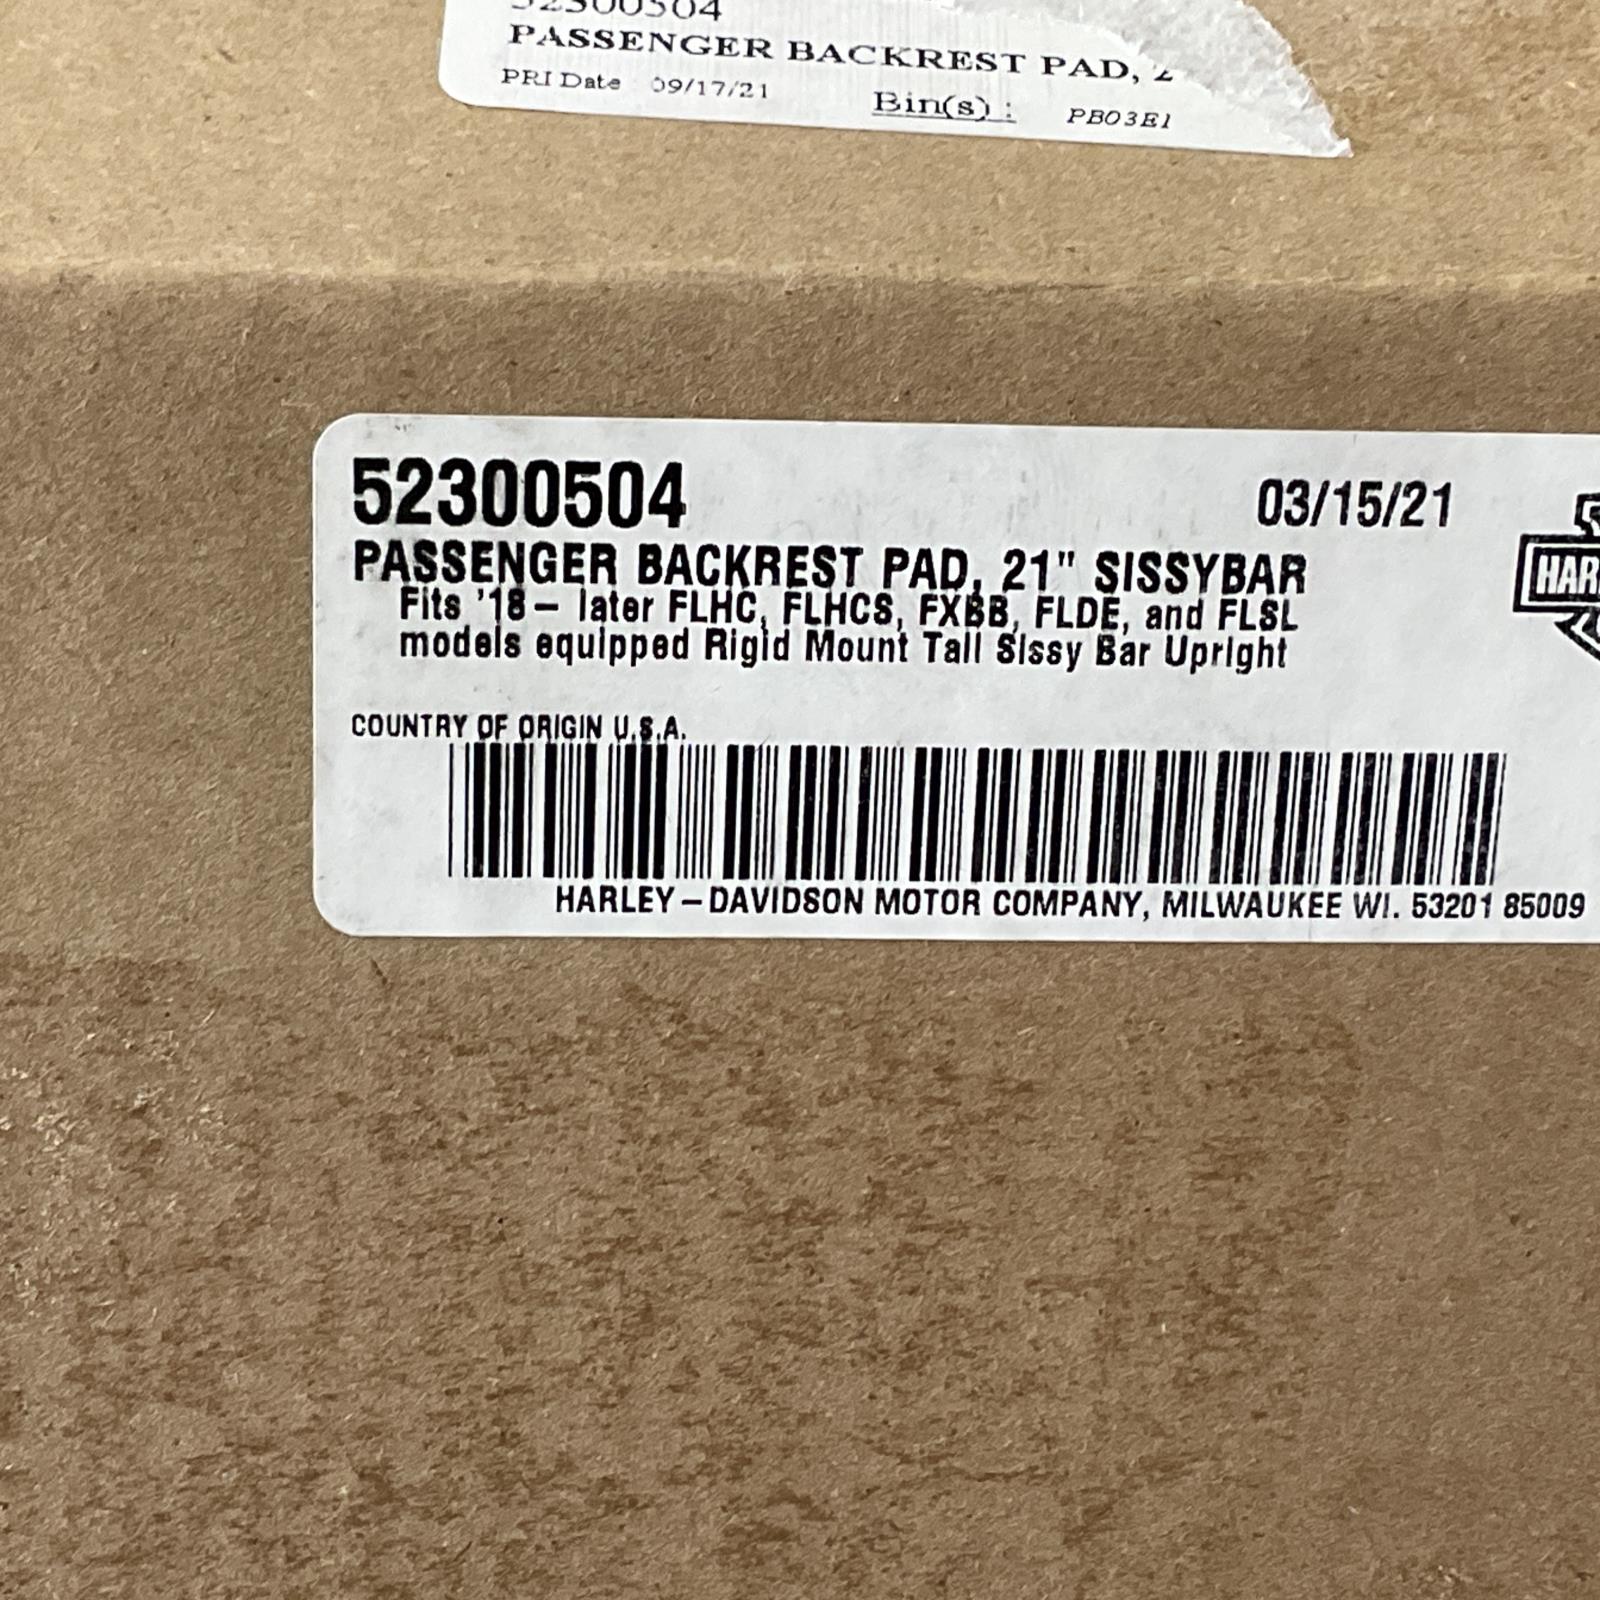 52300504
PASSENGER BACKREST PAD,
PRI Date 09/17/21 Bin(s) : PB03E1
52300504 03/15/21
PASSENGER BACKREST PAD, 21" SISSYBAR
Fits '18– later FLHC, FLHCS, FXBB, FLDE, and FLSL
models equipped Rigid Mount Tall Sissy Bar Upright
HAR
COUNTRY OF ORIGIN U.S.A.
HARLEY–DAVIDSON MOTOR COMPANY, MILWAUKEE WI. 53201 85009